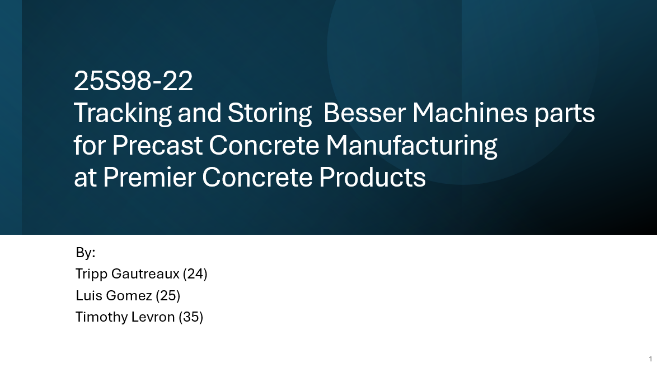 25S98-22
Tracking and Storing  Besser Machines parts
for Precast Concrete Manufacturing
at Premier Concrete Products
By:
Tripp Gautreaux (24)
Luis Gomez (25)
Timothy Levron (35)
1